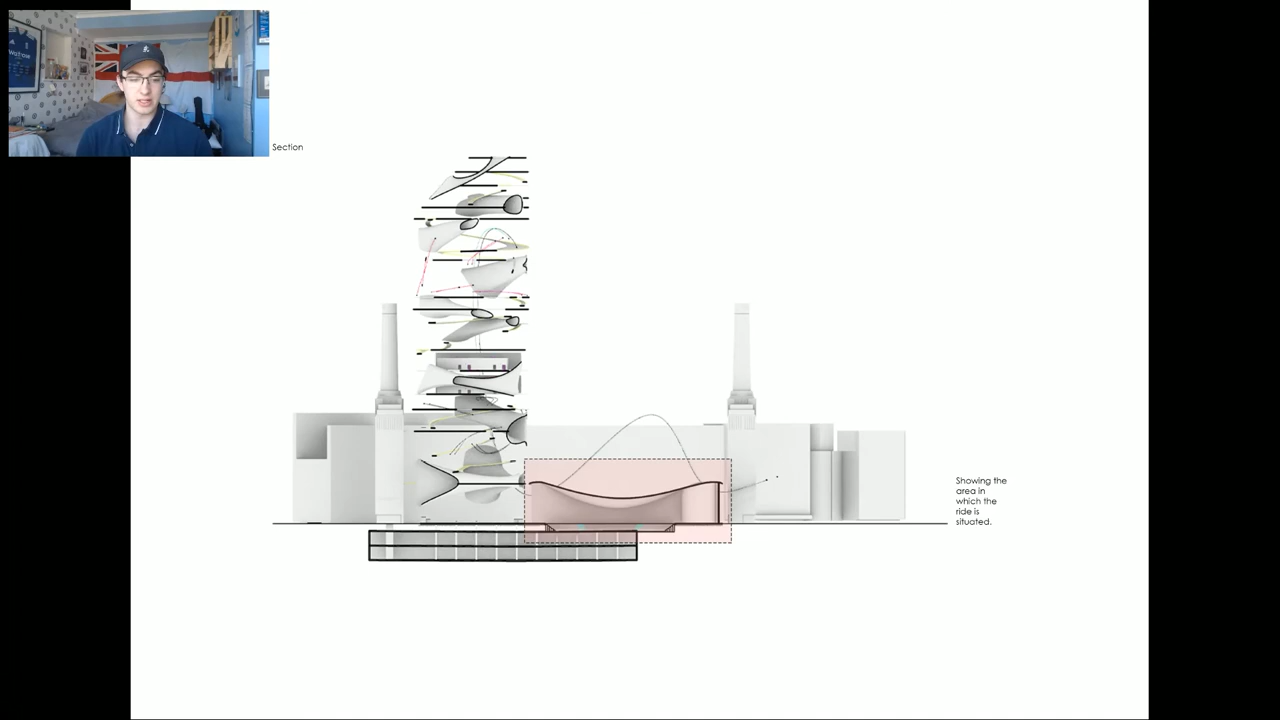 Section
Showing the
area in
which the
ride is
situated.